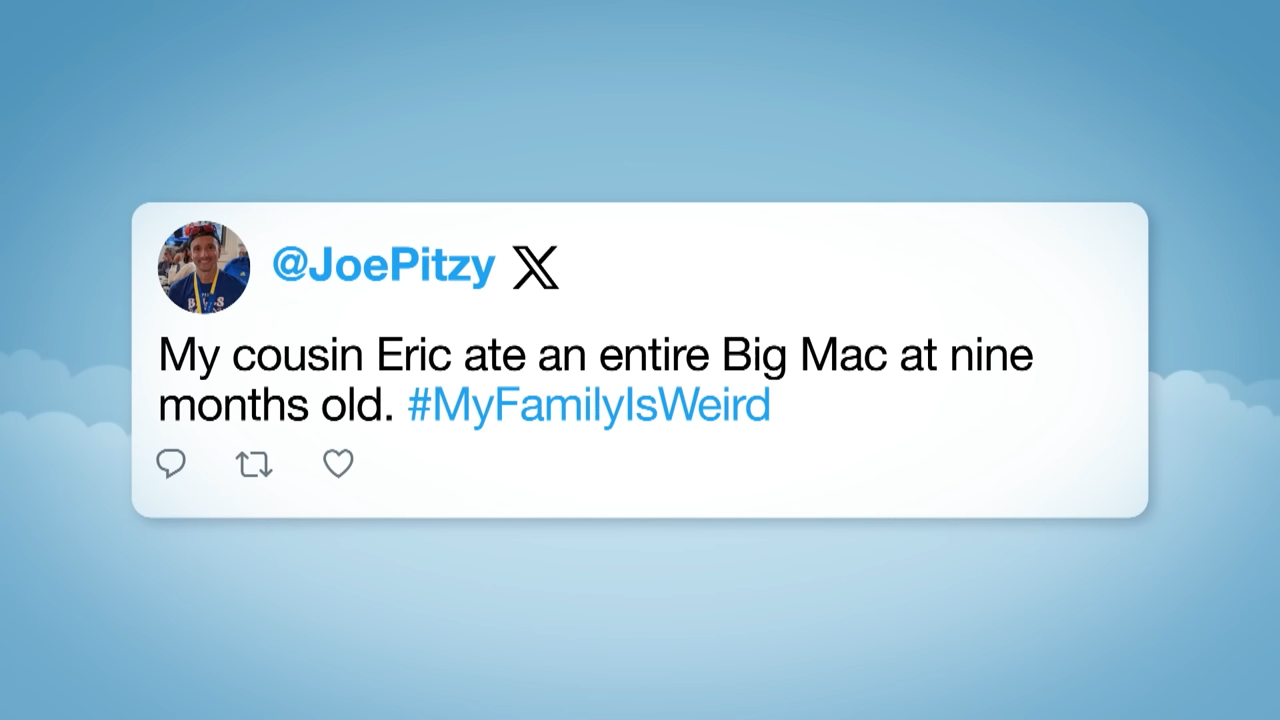 @JoePitzy X
My cousin Eric ate an entire Big Mac at nine
months old. #MyFamilyIsWeird